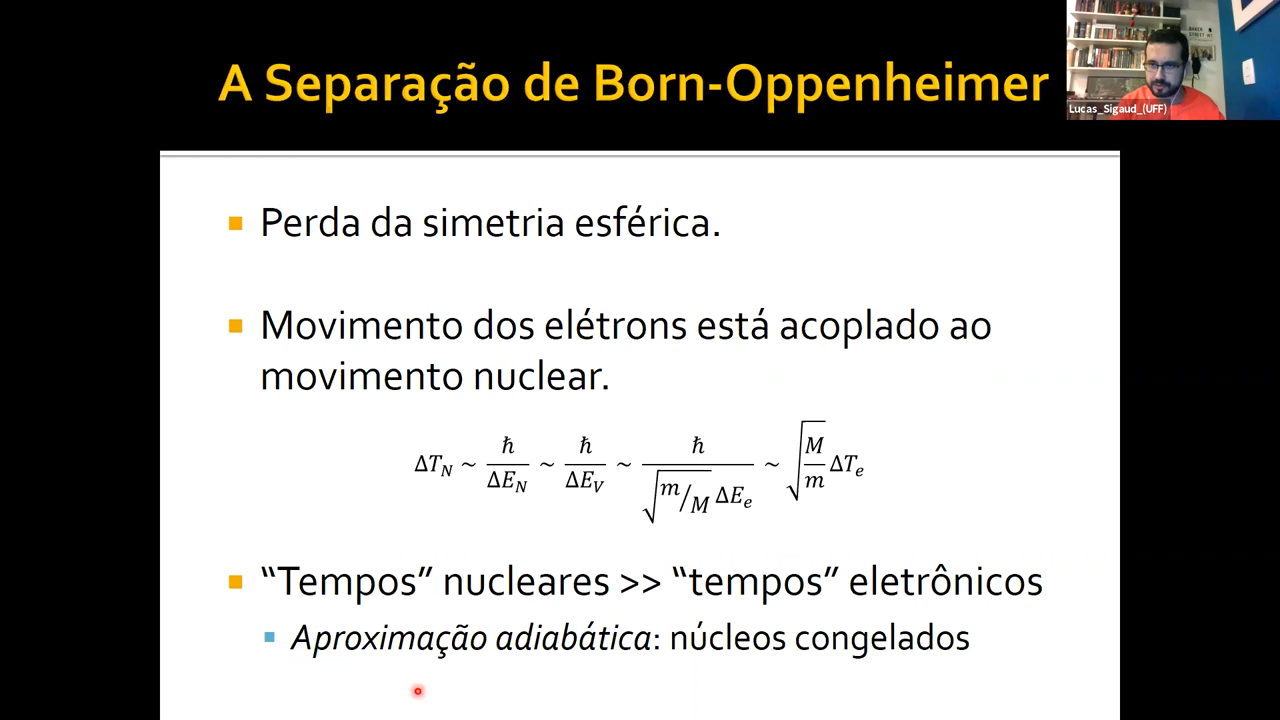 A Separação de Born-Oppenheimer
Lucas_Sigaud_(UFF)
Perda da simetria esférica.
Movimento dos elétrons está acoplado ao
movimento nuclear.
ΔT_N ~ ħ/ΔE_N ~ ħ/ΔE_V ~ ħ/(√(m/M) ΔE_e) ~ √(M/m) ΔT_e
“Tempos” nucleares >> “tempos” eletrônicos
Aproximação adiabática: núcleos congelados